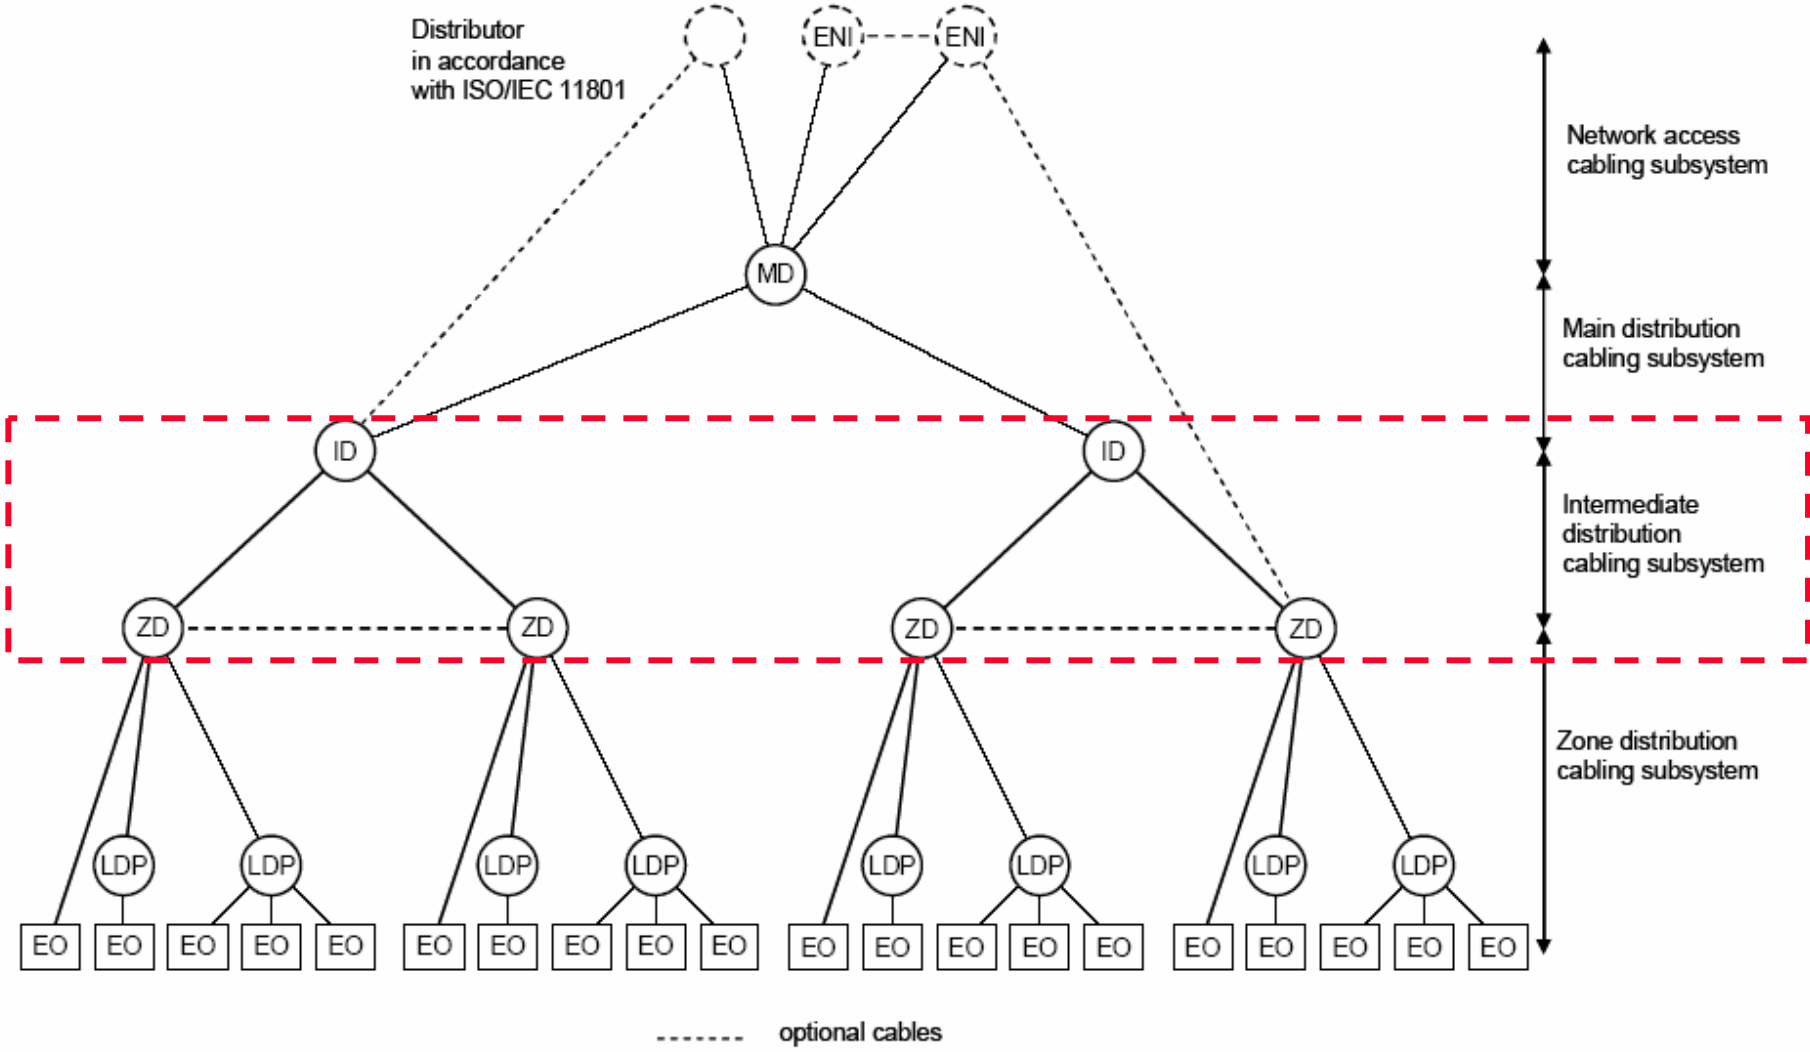 Distributor
in accordance
with ISO/IEC 11801
ENI ENI
Network access
cabling subsystem
MD
Main distribution
cabling subsystem
ID ID
Intermediate
distribution
cabling subsystem
ZD ZD ZD ZD
Zone distribution
cabling subsystem
LDP LDP LDP LDP LDP LDP LDP LDP
EO EO EO EO EO EO EO EO EO EO EO EO EO EO EO EO EO EO EO EO
optional cables